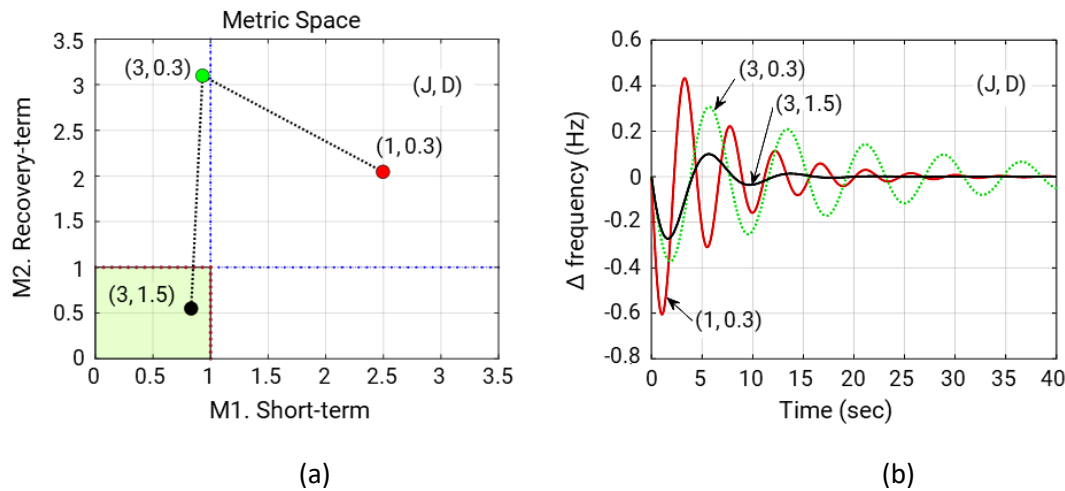 Metric Space
3.5
3
2.5
2
1.5
1
0.5
0
M2. Recovery-term
(3, 0.3)
(J, D)
(1, 0.3)
(3, 1.5)
0 0.5 1 1.5 2 2.5 3 3.5
M1. Short-term
(a)
0.6
0.4
0.2
0
-0.2
-0.4
-0.6
-0.8
Δ frequency (Hz)
(3, 0.3)
(J, D)
(3, 1.5)
(1, 0.3)
0 5 10 15 20 25 30 35 40
Time (sec)
(b)